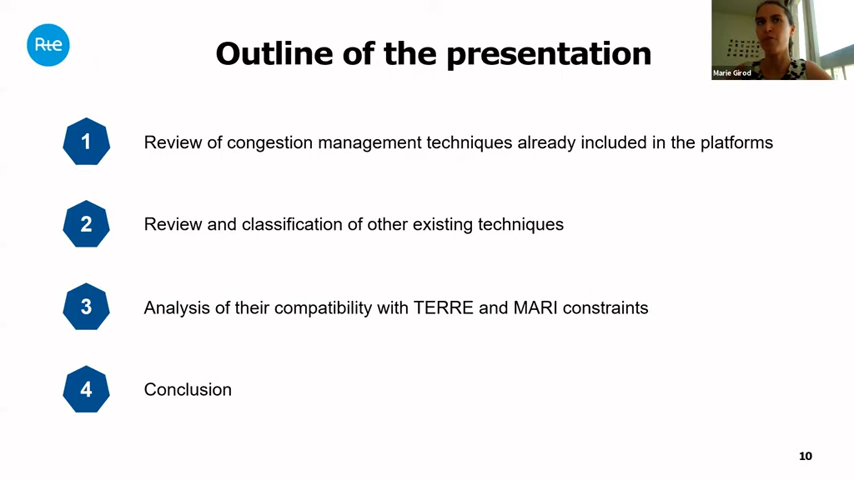 Rte
Outline of the presentation
Marie Girod
1
Review of congestion management techniques already included in the platforms
2
Review and classification of other existing techniques
3
Analysis of their compatibility with TERRE and MARI constraints
4
Conclusion
10